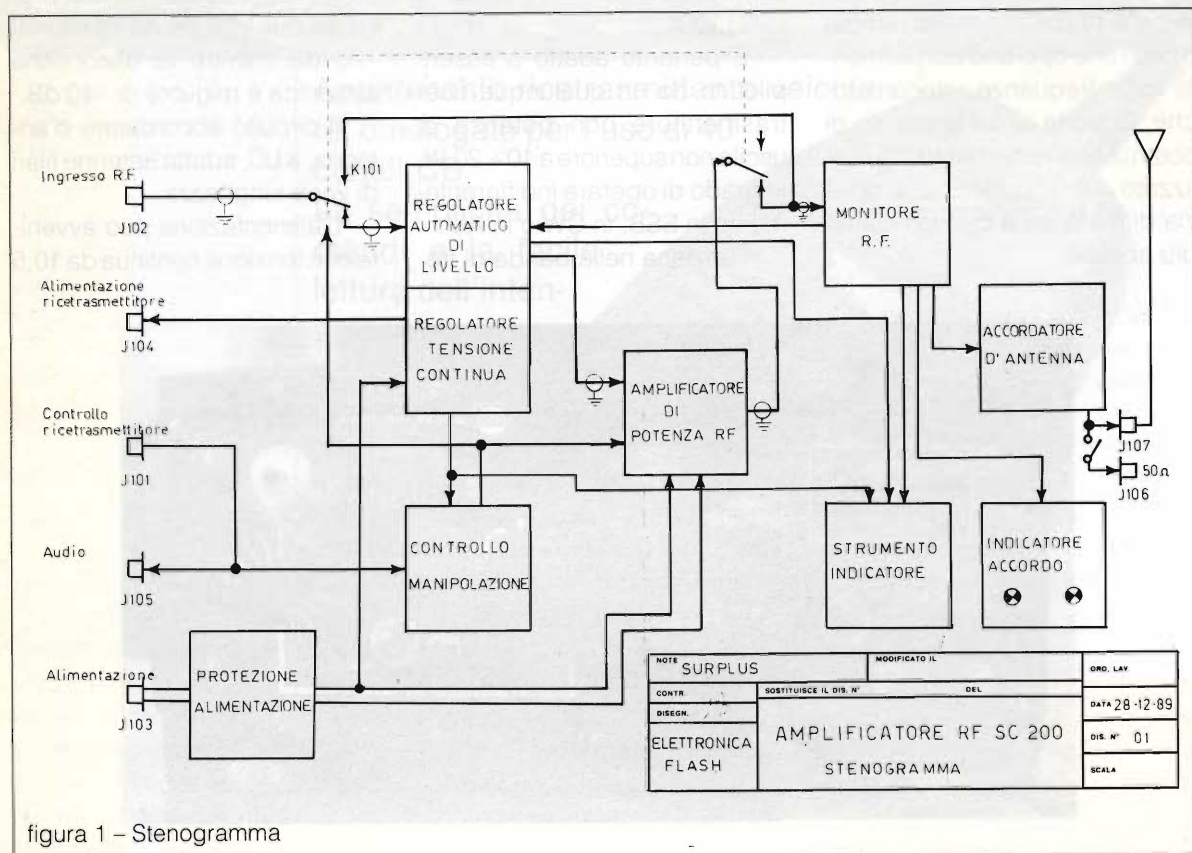 Ingresso R.F.
J102
K101
REGOLATORE
AUTOMATICO
DI
LIVELLO
REGOLATORE
TENSIONE
CONTINUA
MONITORE
R.F.
Alimentazione
ricetrasmettitore
J104
ACCORDATORE
D'ANTENNA
AMPLIFICATORE
DI
POTENZA RF
Controllo
ricetrasmettitore
J101
J107
50Ω
J106
Audio
J105
CONTROLLO
MANIPOLAZIONE
STRUMENTO
INDICATORE
INDICATORE
ACCORDO
Alimentazione
J103
PROTEZIONE
ALIMENTAZIONE
NOTE SURPLUS
MODIFICATO IL
ORD. LAV.
CONTR.
DISEGN.
SOSTITUISCE IL DIS. N° DEL
DATA 28-12-89
ELETTRONICA
FLASH
AMPLIFICATORE RF SC 200
STENOGRAMMA
DIS. N° 01
SCALA
figura 1 – Stenogramma